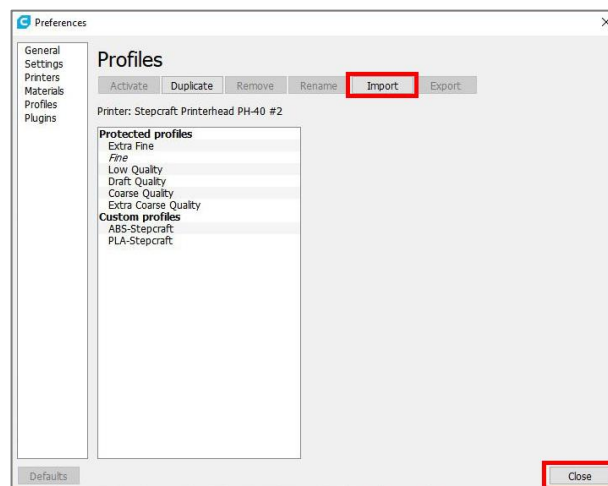 Preferences
General
Settings
Printers
Materials
Profiles
Plugins
Profiles
Activate Duplicate Remove Rename Import Export
Printer: Stepcraft Printerhead PH-40 #2
Protected profiles
Extra Fine
Fine
Low Quality
Draft Quality
Coarse Quality
Extra Coarse Quality
Custom profiles
ABS-Stepcraft
PLA-Stepcraft
Defaults
Close